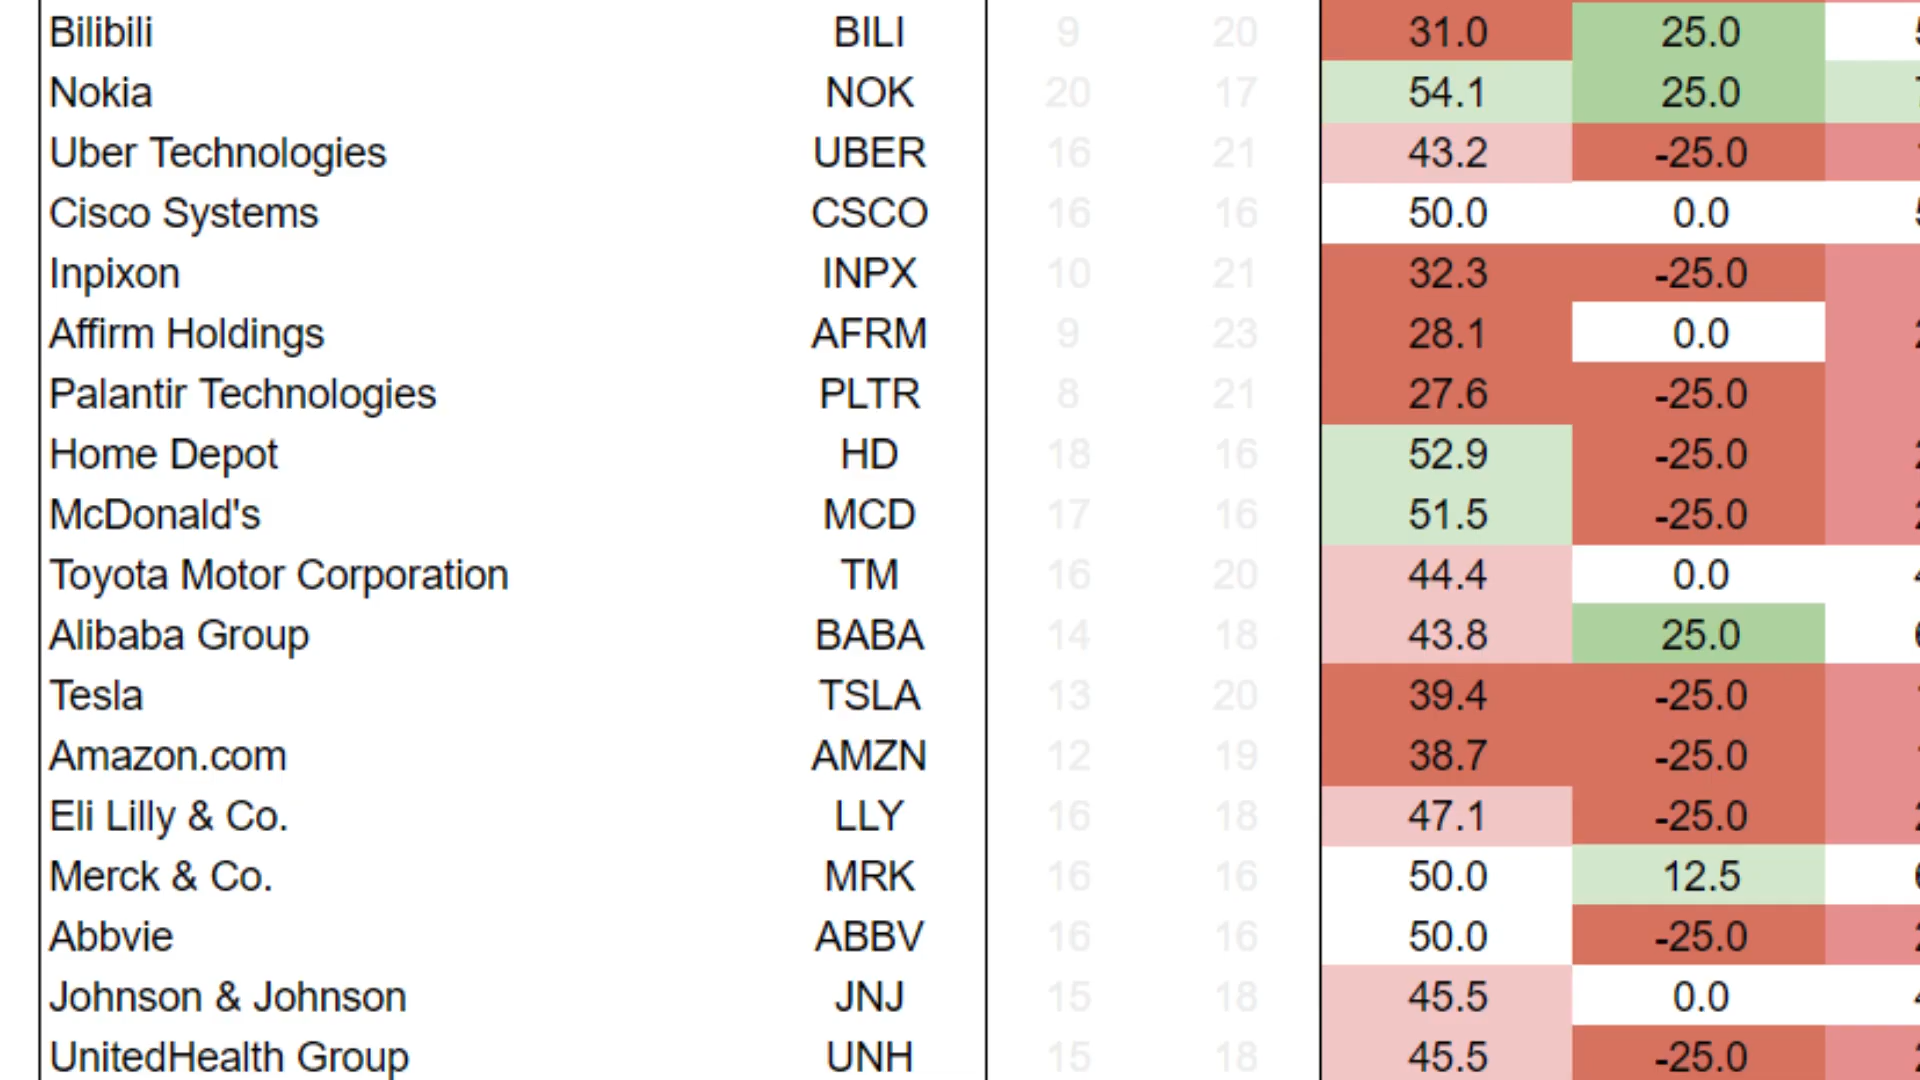 Bilibili BILI 9 20 31.0 25.0
Nokia NOK 20 17 54.1 25.0
Uber Technologies UBER 16 21 43.2 -25.0
Cisco Systems CSCO 16 16 50.0 0.0
Inpixon INPX 10 21 32.3 -25.0
Affirm Holdings AFRM 9 23 28.1 0.0
Palantir Technologies PLTR 8 21 27.6 -25.0
Home Depot HD 18 16 52.9 -25.0
McDonald's MCD 17 16 51.5 -25.0
Toyota Motor Corporation TM 16 20 44.4 0.0
Alibaba Group BABA 14 18 43.8 25.0
Tesla TSLA 13 20 39.4 -25.0
Amazon.com AMZN 12 19 38.7 -25.0
Eli Lilly & Co. LLY 16 18 47.1 -25.0
Merck & Co. MRK 16 16 50.0 12.5
Abbvie ABBV 16 16 50.0 -25.0
Johnson & Johnson JNJ 15 18 45.5 0.0
UnitedHealth Group UNH 15 18 45.5 -25.0